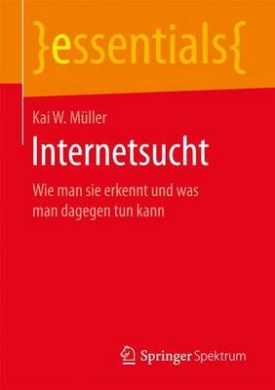 }essentials{
Kai W. Müller
Internetsucht
Wie man sie erkennt und was
man dagegen tun kann
Springer Spektrum